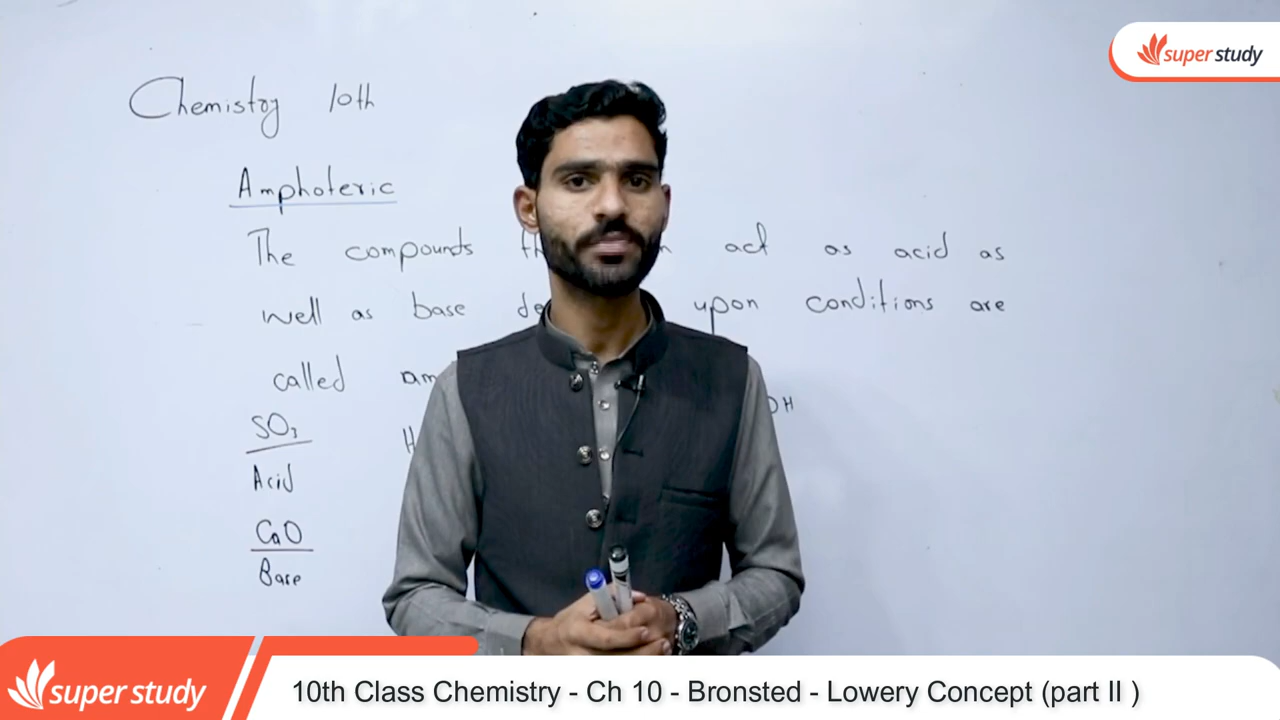 super study
Chemistry 10th
Amphoteric
The compounds act as acid as
well as base upon conditions are
called
SO₃
Acid
CaO
Base
super study
10th Class Chemistry - Ch 10 - Bronsted - Lowery Concept (part II )